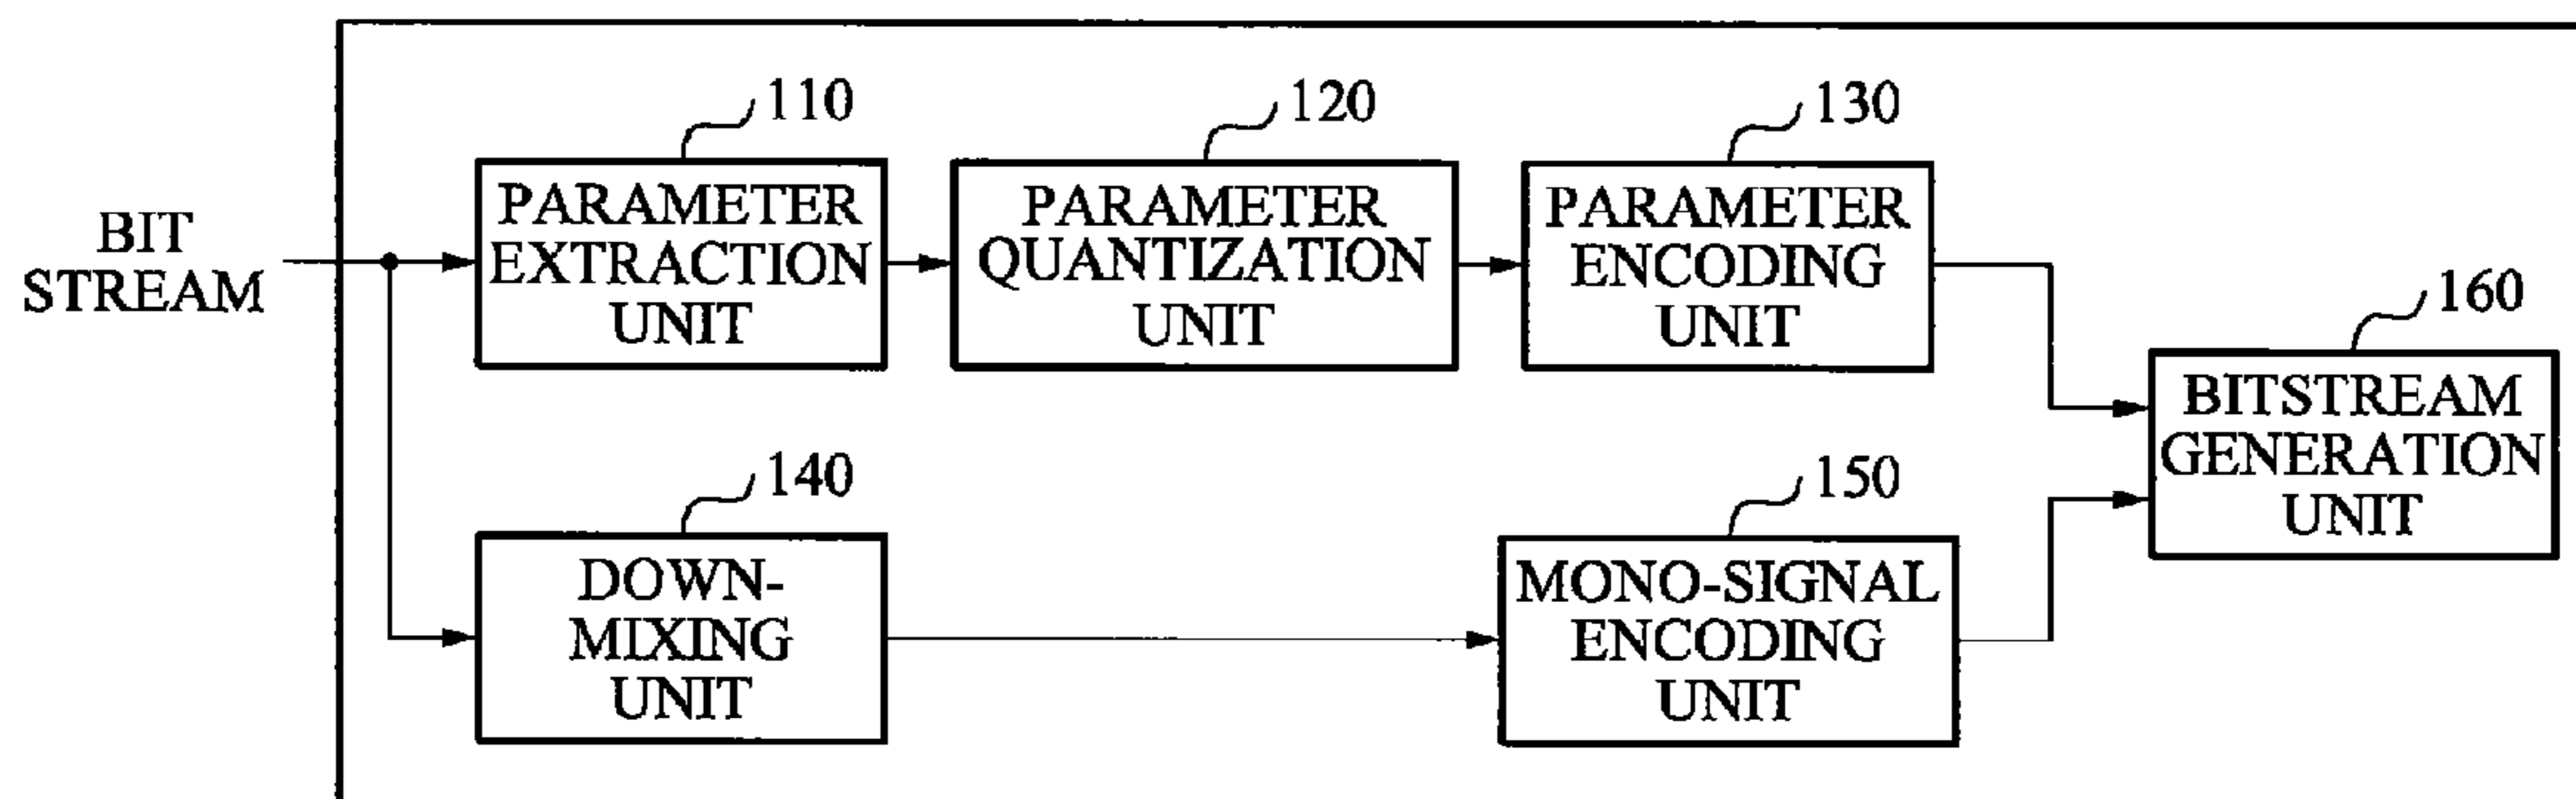 110
120
130
PARAMETER
EXTRACTION
UNIT
PARAMETER
QUANTIZATION
UNIT
PARAMETER
ENCODING
UNIT
BIT
STREAM
160
BITSTREAM
GENERATION
UNIT
140
150
DOWN-
MIXING
UNIT
MONO-SIGNAL
ENCODING
UNIT